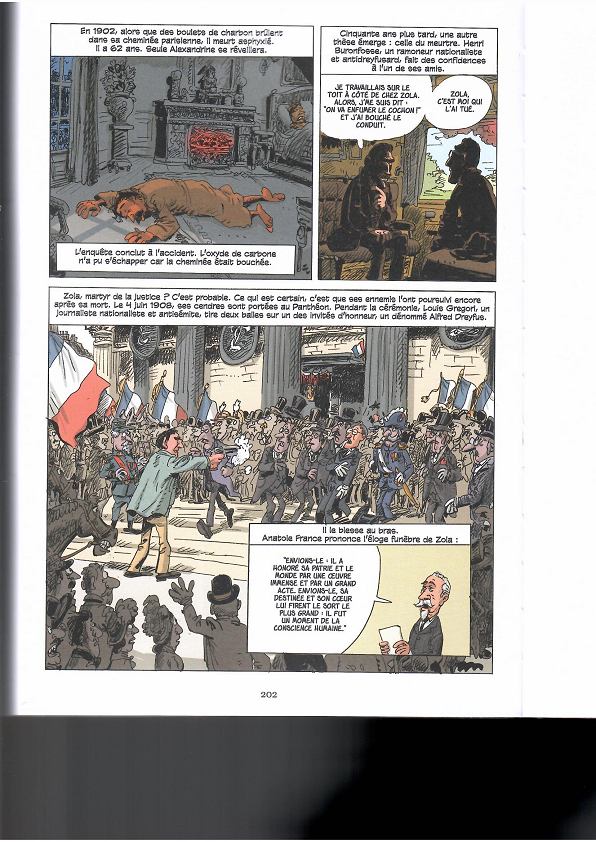 En 1902, alors que des boulets de charbon brûlent
dans sa cheminée parisienne, il meurt asphyxié.
Il a 62 ans. Seule Alexandrine se réveillera.
L'enquête conclut à l'accident. L'oxyde de carbone
n'a pu s'échapper car la cheminée était bouchée.
Cinquante ans plus tard, une autre
thèse émerge : celle du meurtre. Henri
Buronfosse, un ramoneur nationaliste
et antidreyfusard, fait des confidences
à l'un de ses amis.
JE TRAVAILLAIS SUR LE
TOIT À CÔTÉ DE CHEZ ZOLA.
ALORS, J'ME SUIS DIT :
"ON VA ENFUMER LE COCHON !"
ET J'AI BOUCHÉ LE
CONDUIT.
ZOLA,
C'EST MOI QUI
L'AI TUÉ.
Zola, martyr de la justice ? C'est probable. Ce qui est certain, c'est que ses ennemis l'ont poursuivi encore
après sa mort. Le 4 juin 1908, ses cendres sont portées au Panthéon. Pendant la cérémonie, Louis Gregori, un
journaliste nationaliste et antisémite, tire deux balles sur un des invités d'honneur, un dénommé Alfred Dreyfus.
Il le blesse au bras.
Anatole France prononce l'éloge funèbre de Zola :
"ENVIONS-LE : IL A
HONORÉ SA PATRIE ET LE
MONDE PAR UNE ŒUVRE
IMMENSE ET PAR UN GRAND
ACTE. ENVIONS-LE, SA
DESTINÉE ET SON CŒUR
LUI FIRENT LE SORT LE
PLUS GRAND : IL FUT
UN MOMENT DE LA
CONSCIENCE HUMAINE."
202